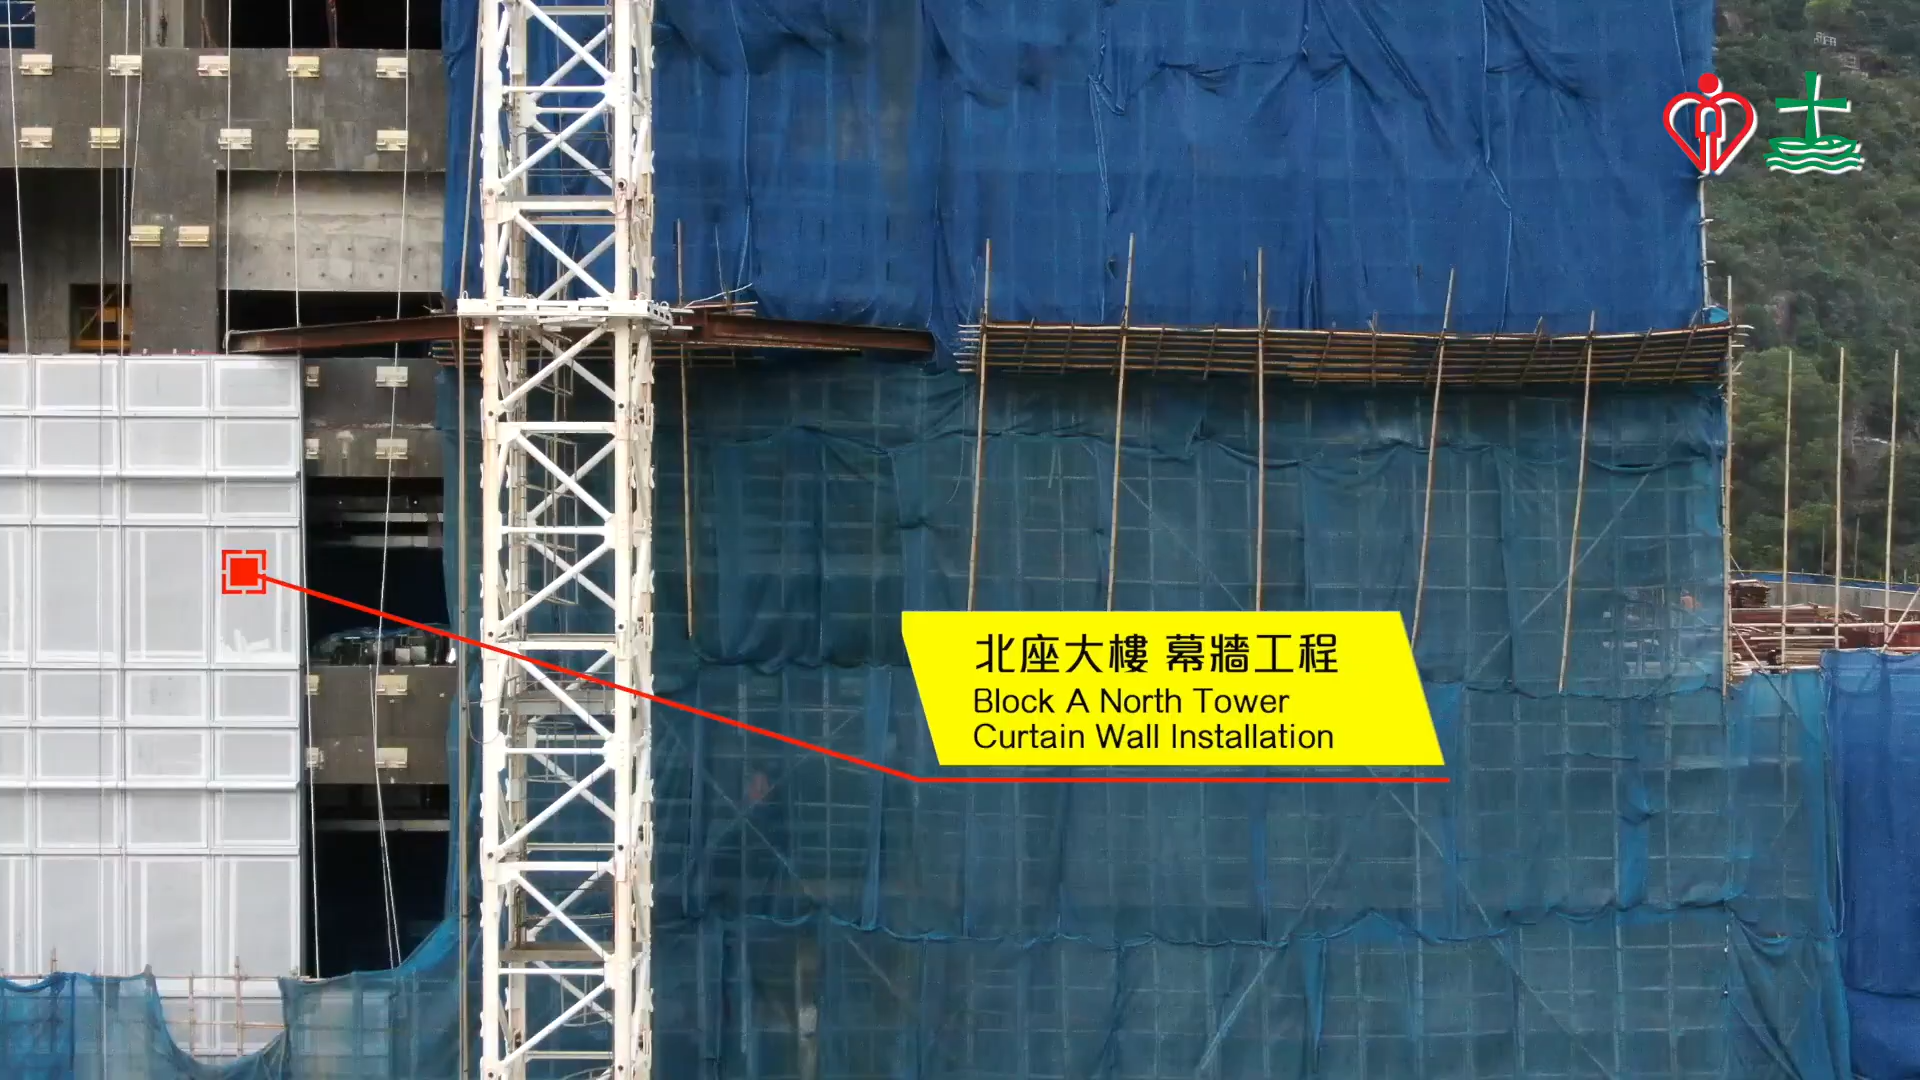 北座大樓 幕牆工程
Block A North Tower
Curtain Wall Installation